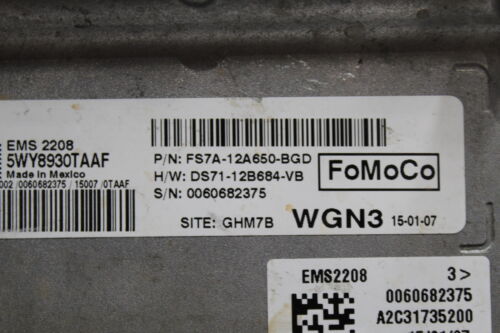 EMS 2208
5WY8930TAAF
Made in Mexico
002 /0060682375 / 15007 /0TAAF
P/N: FS7A-12A650-BGD
H/W: DS71-12B684-VB
S/N: 0060682375
FoMoCo
SITE: GHM7B WGN3 15-01-07
EMS2208 3>
0060682375
A2C31735200